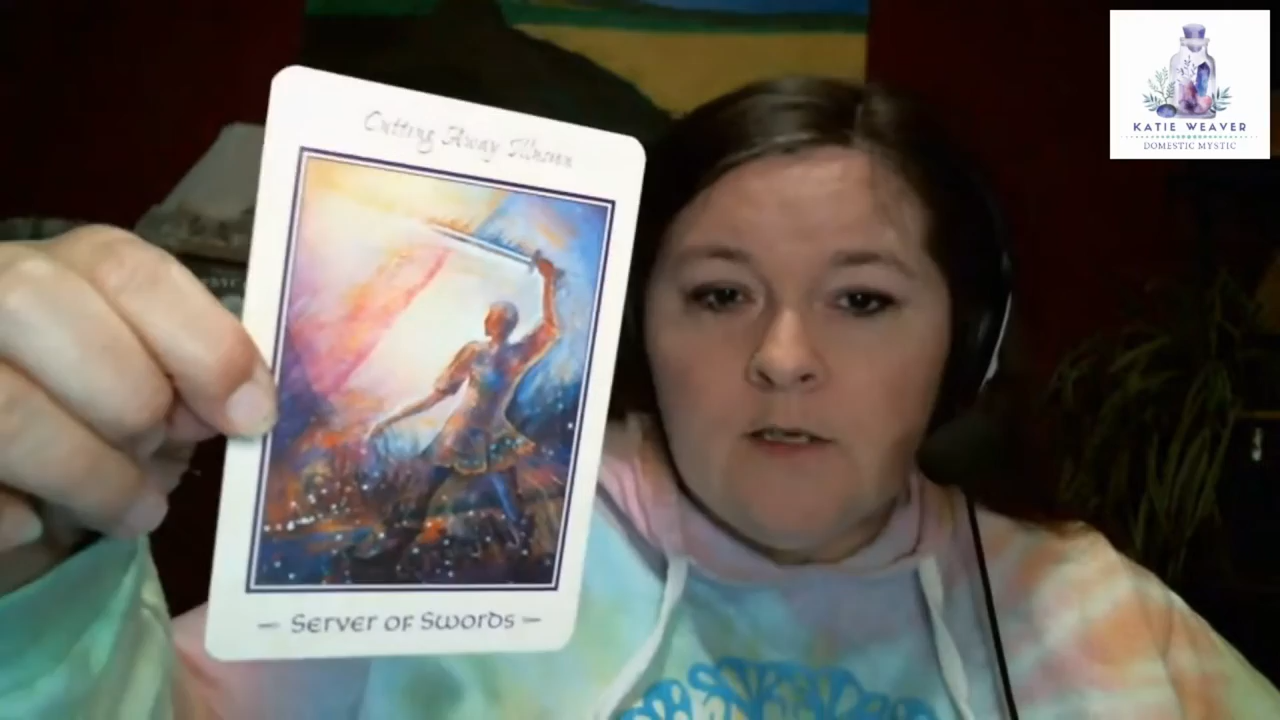 Cutting Away Illusion
Server of Swords
KATIE WEAVER
DOMESTIC MYSTIC